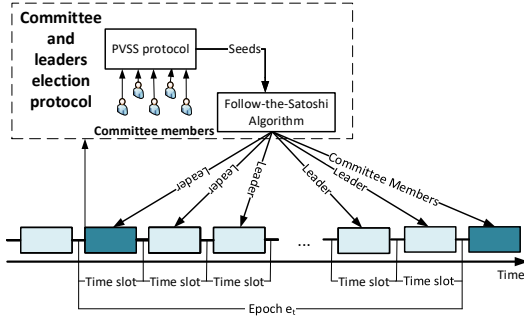 Committee
and
leaders
election
protocol
PVSS protocol
Seeds
Follow-the-Satoshi
Algorithm
Committee members
Leader
Leader
Leader
Leader
Leader
Committee Members
...
Time
Time slot
Time slot
Time slot
Time slot
Time slot
Epoch et